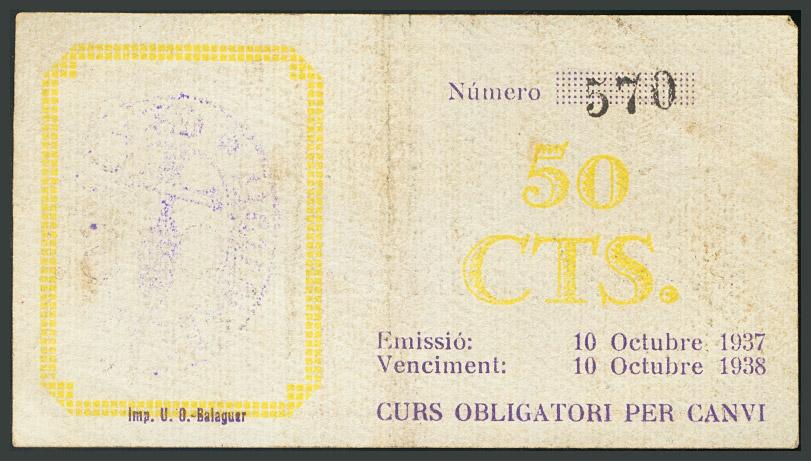 Número 570
50
CTS.
Emissió: 10 Octubre 1937
Venciment: 10 Octubre 1938
CURS OBLIGATORI PER CANVI
Imp. U. O.-Balaguer